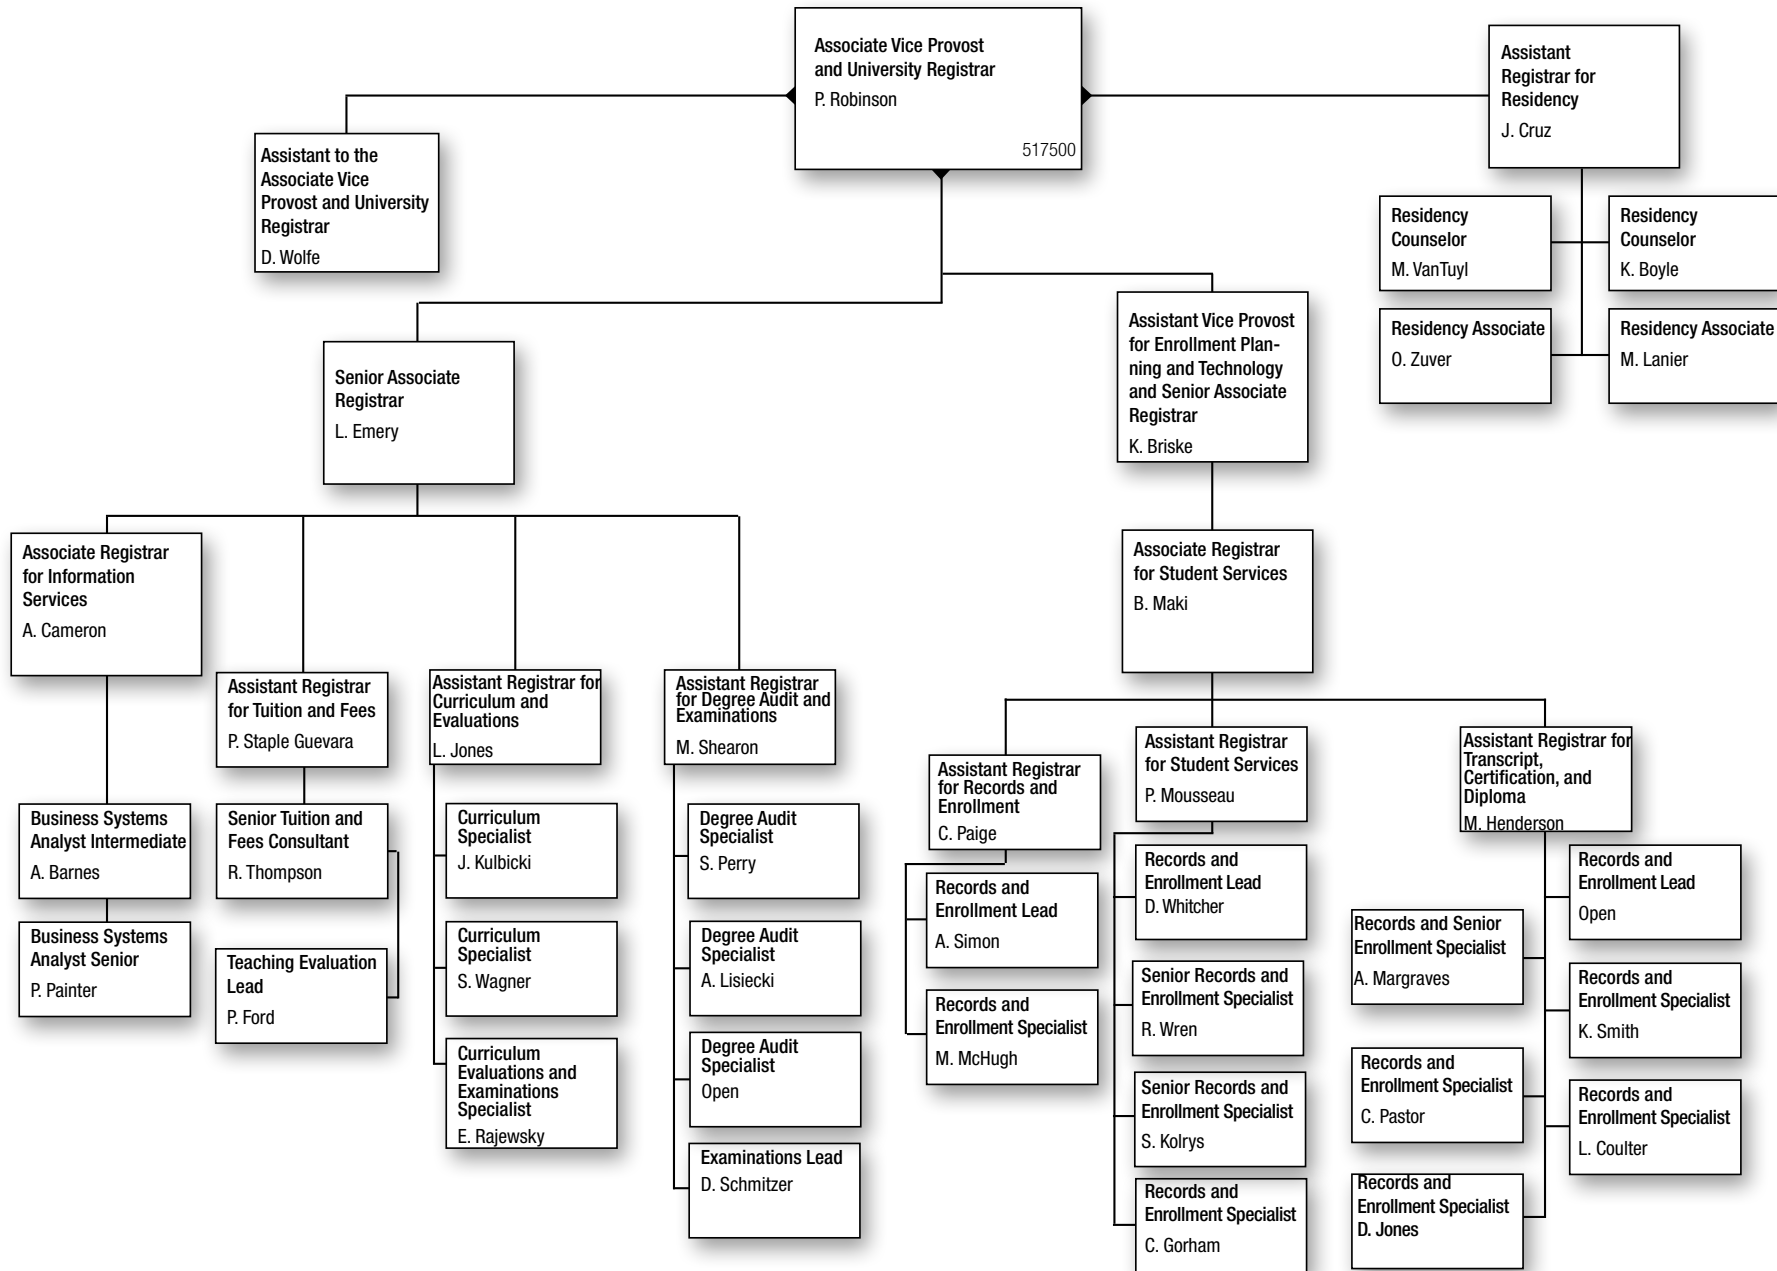 Associate Vice Provost
and University Registrar
P. Robinson
517500
Assistant
Registrar for
Residency
J. Cruz
Assistant to the
Associate Vice
Provost and University
Registrar
D. Wolfe
Residency
Counselor
M. VanTuyl
Residency
Counselor
K. Boyle
Residency Associate
O. Zuver
Residency Associate
M. Lanier
Senior Associate
Registrar
L. Emery
Assistant Vice Provost
for Enrollment Plan-
ning and Technology
and Senior Associate
Registrar
K. Briske
Associate Registrar
for Information
Services
A. Cameron
Assistant Registrar
for Tuition and Fees
P. Staple Guevara
Assistant Registrar for
Curriculum and
Evaluations
L. Jones
Assistant Registrar
for Degree Audit and
Examinations
M. Shearon
Business Systems
Analyst Intermediate
A. Barnes
Business Systems
Analyst Senior
P. Painter
Senior Tuition and
Fees Consultant
R. Thompson
Teaching Evaluation
Lead
P. Ford
Curriculum
Specialist
J. Kulbicki
Curriculum
Specialist
S. Wagner
Curriculum
Evaluations and
Examinations
Specialist
E. Rajewsky
Degree Audit
Specialist
S. Perry
Degree Audit
Specialist
A. Lisiecki
Degree Audit
Specialist
Open
Examinations Lead
D. Schmitzer
Associate Registrar
for Student Services
B. Maki
Assistant Registrar
for Records and
Enrollment
C. Paige
Assistant Registrar
for Student Services
P. Mousseau
Assistant Registrar for
Transcript,
Certification, and
Diploma
M. Henderson
Records and
Enrollment Lead
A. Simon
Records and
Enrollment Specialist
M. McHugh
Records and
Enrollment Lead
D. Whitcher
Senior Records and
Enrollment Specialist
R. Wren
Senior Records and
Enrollment Specialist
S. Kolrys
Records and
Enrollment Specialist
C. Gorham
Records and Senior
Enrollment Specialist
A. Margraves
Records and
Enrollment Specialist
C. Pastor
Records and
Enrollment Specialist
D. Jones
Records and
Enrollment Lead
Open
Records and
Enrollment Specialist
K. Smith
Records and
Enrollment Specialist
L. Coulter